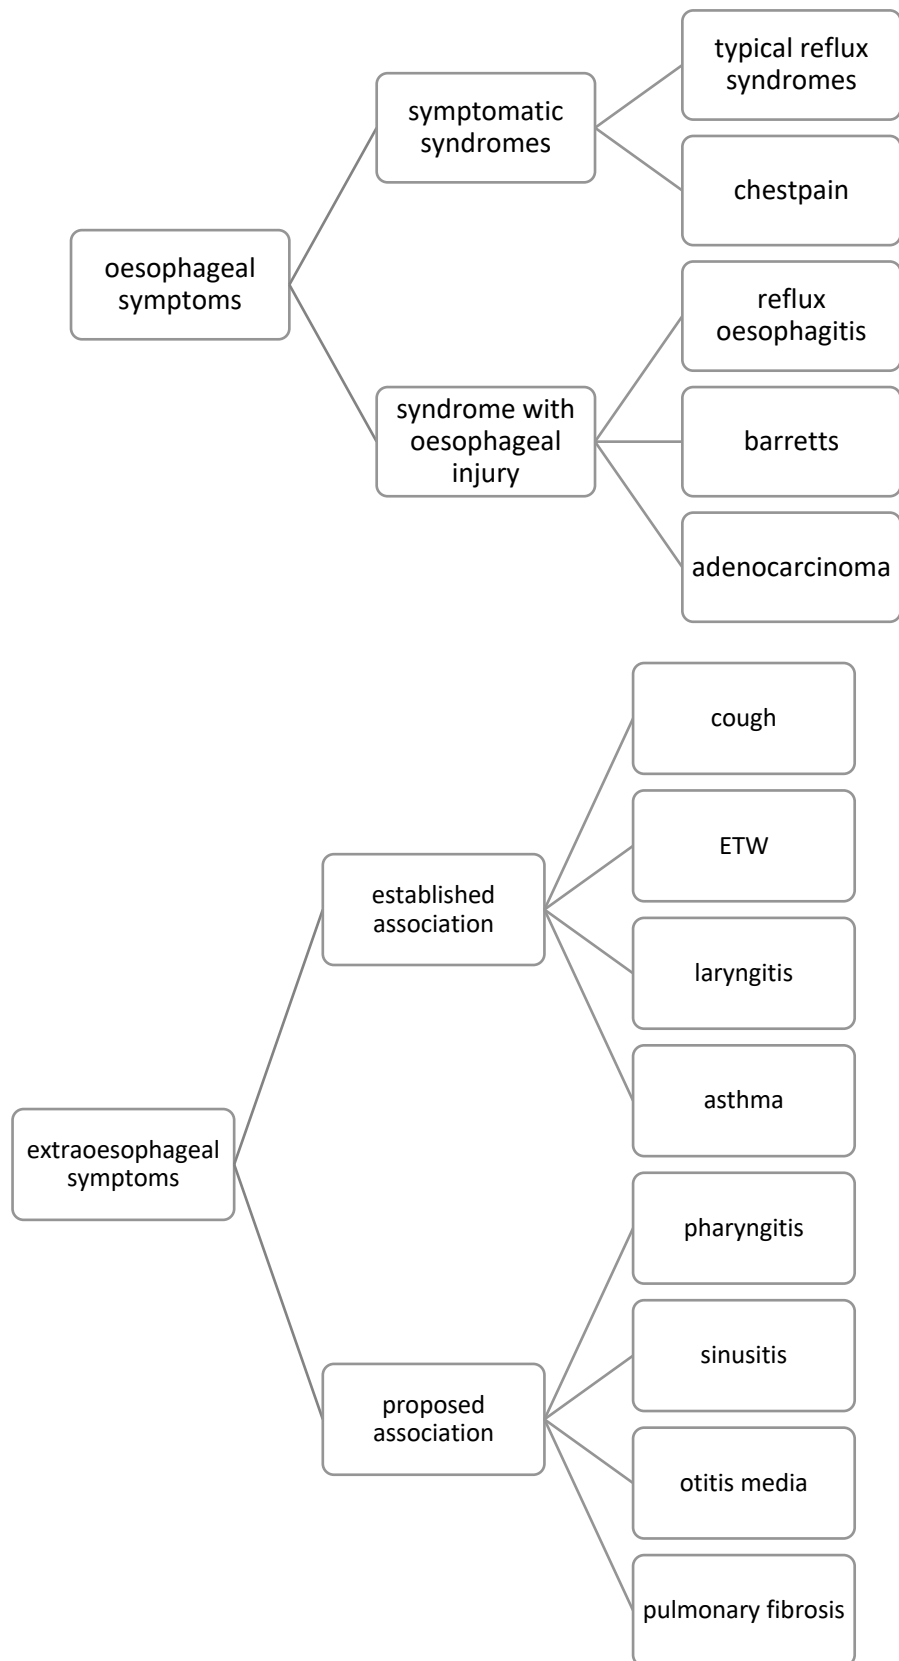 oesophageal
symptoms
symptomatic
syndromes
typical reflux
syndromes
chestpain
syndrome with
oesophageal
injury
reflux
oesophagitis
barretts
adenocarcinoma
extraoesophageal
symptoms
established
association
cough
ETW
laryngitis
asthma
proposed
association
pharyngitis
sinusitis
otitis media
pulmonary fibrosis